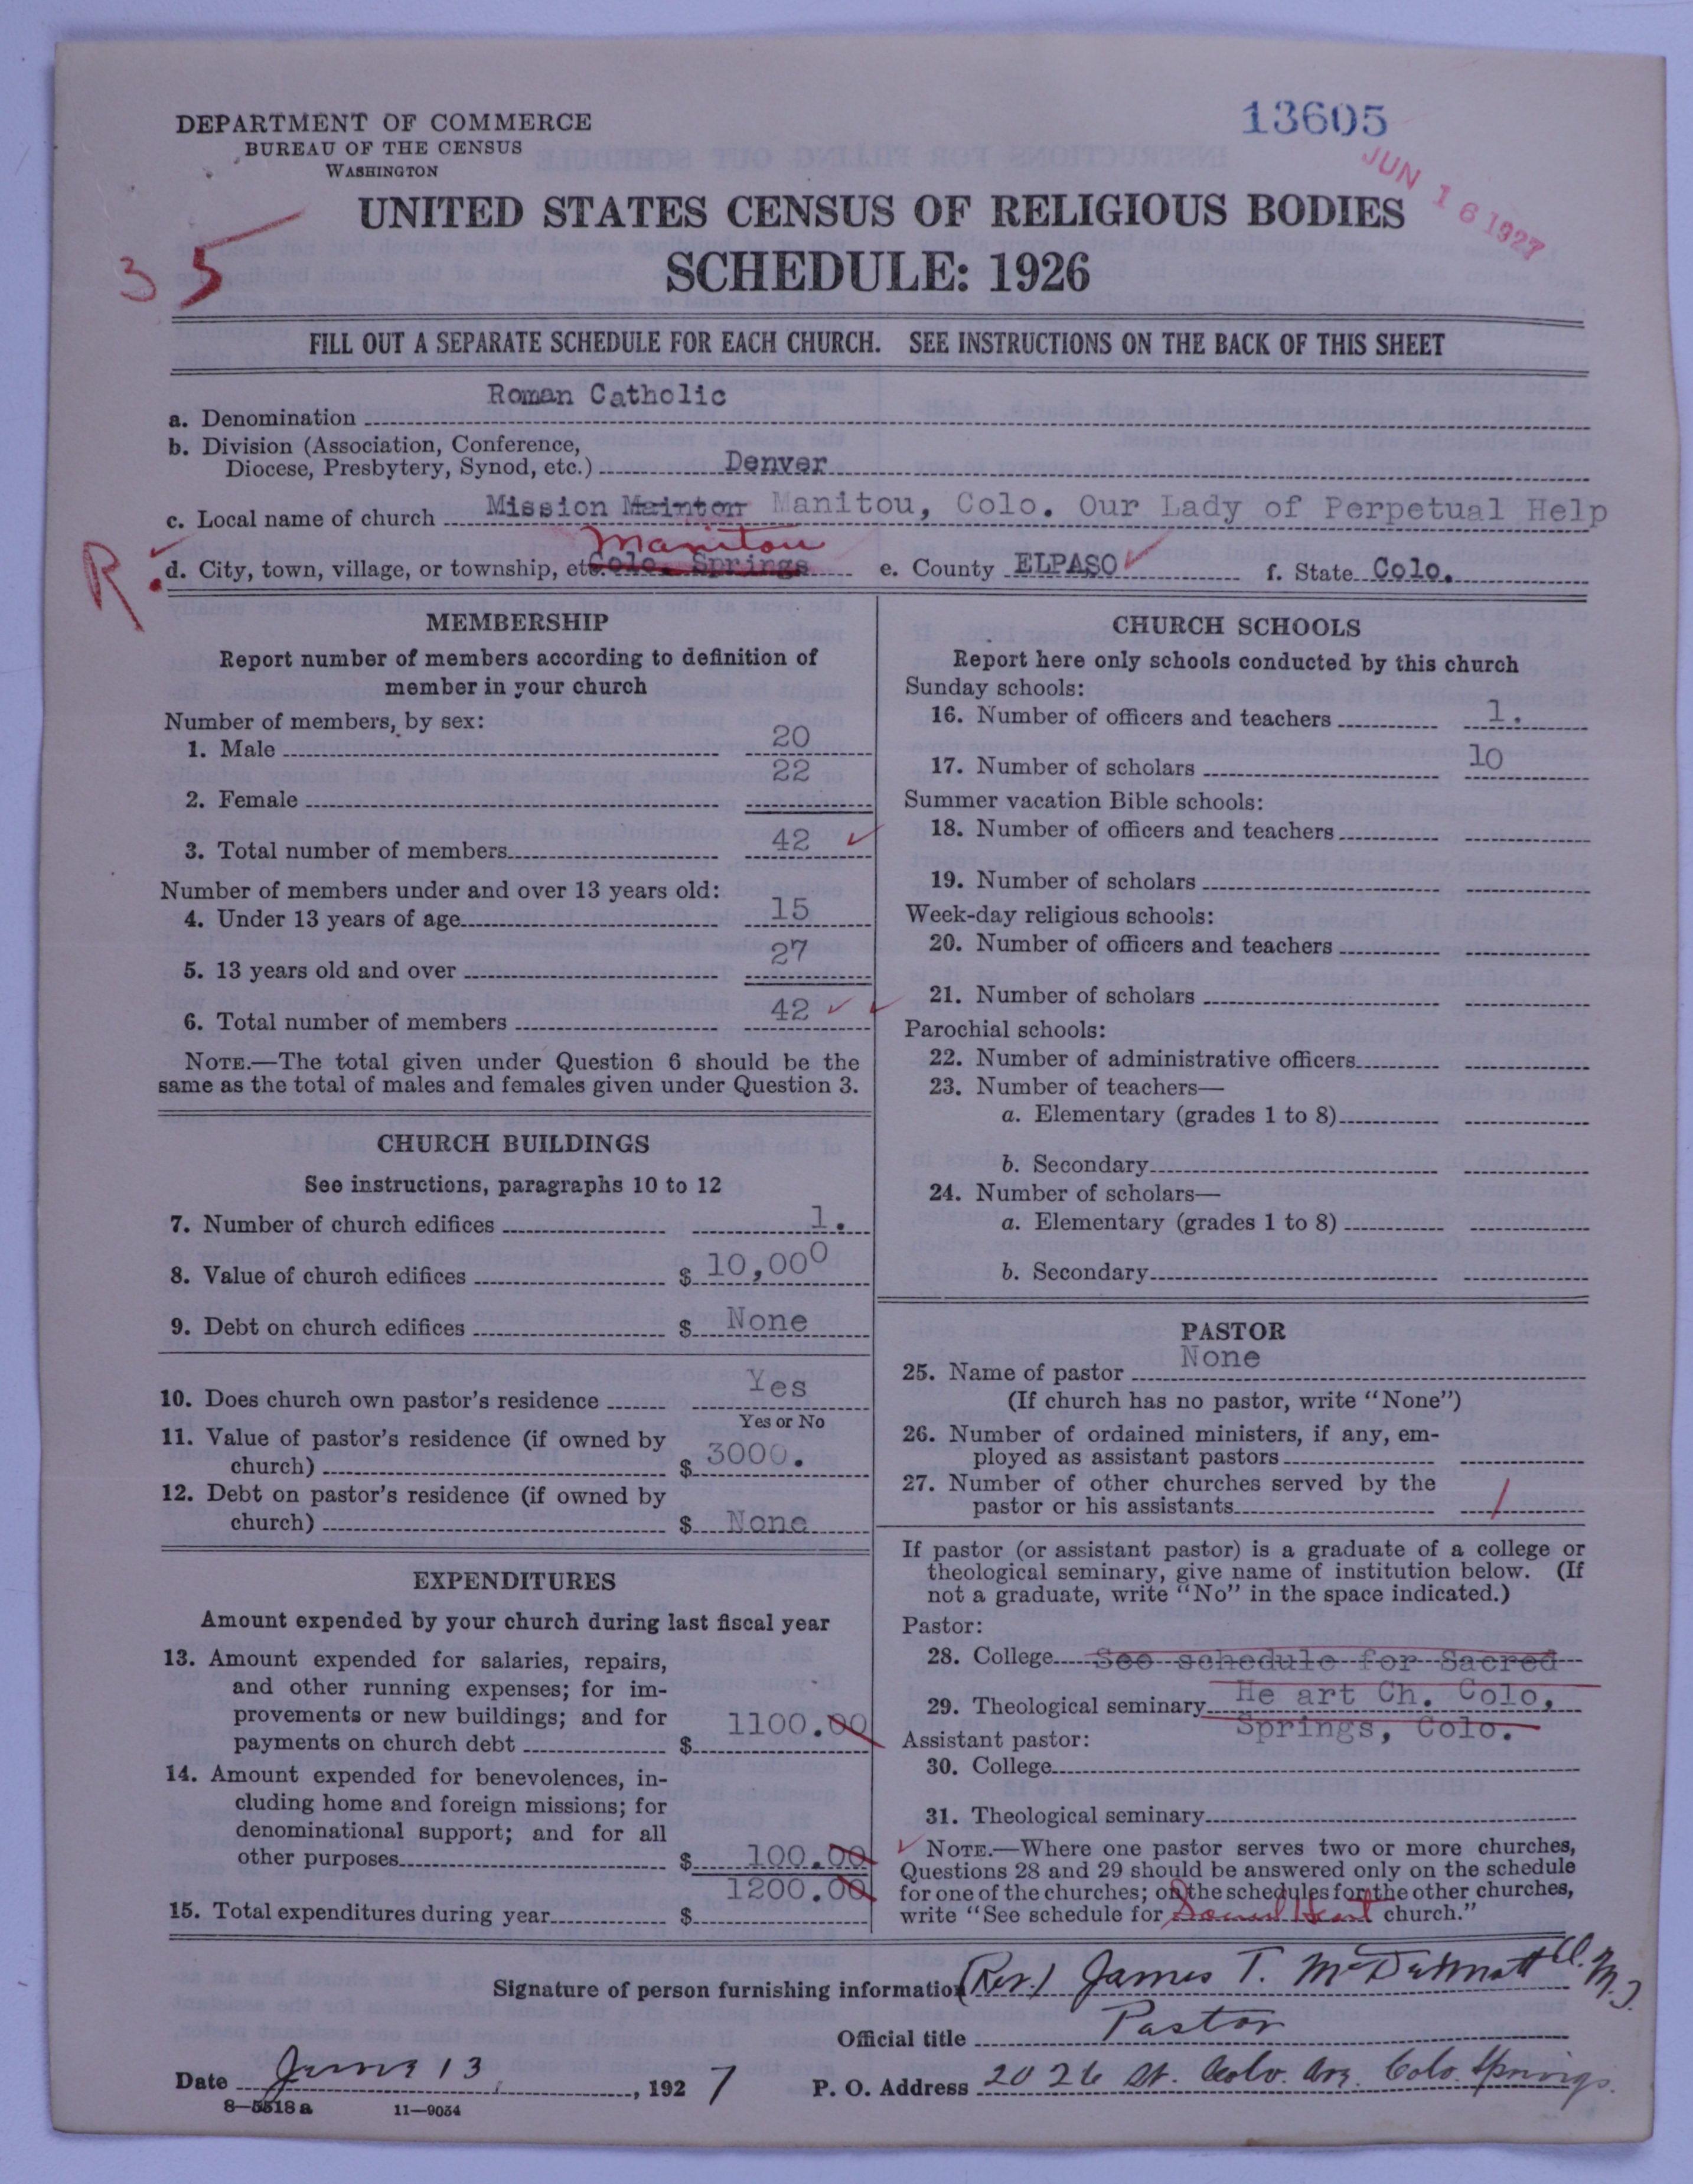 13605
JUN 16 1927
DEPARTMENT OF COMMERCE
BUREAU OF THE CENSUS
WASHINGTON
UNITED STATES CENSUS OF RELIGIOUS BODIES
SCHEDULE: 1926
35
FILL OUT A SEPARATE SCHEDULE FOR EACH CHURCH. SEE INSTRUCTIONS ON THE BACK OF THIS SHEET
a. Denomination Roman Catholic
b. Division (Association, Conference,
Diocese, Presbytery, Synod, etc.) Denver
c. Local name of church Mission Mainton Manitou, Colo. Our Lady of Perpetual Help
Manitou
R. d. City, town, village, or township, etc. Colo. Springs e. County ELPASO f. State Colo.
MEMBERSHIP
Report number of members according to definition of
member in your church
Number of members, by sex:
1. Male 20
2. Female 22
3. Total number of members 42
Number of members under and over 13 years old:
4. Under 13 years of age 15
5. 13 years old and over 27
6. Total number of members 42
NOTE.—The total given under Question 6 should be the
same as the total of males and females given under Question 3.
CHURCH BUILDINGS
See instructions, paragraphs 10 to 12
7. Number of church edifices 1.
8. Value of church edifices $ 10,000
9. Debt on church edifices $ None
10. Does church own pastor's residence Yes
Yes or No
11. Value of pastor's residence (if owned by
church) $ 3000.
12. Debt on pastor's residence (if owned by
church) $ None
EXPENDITURES
Amount expended by your church during last fiscal year
13. Amount expended for salaries, repairs,
and other running expenses; for im-
provements or new buildings; and for
payments on church debt $ 1100.00
14. Amount expended for benevolences, in-
cluding home and foreign missions; for
denominational support; and for all
other purposes $ 100.00
15. Total expenditures during year $ 1200.00
CHURCH SCHOOLS
Report here only schools conducted by this church
Sunday schools:
16. Number of officers and teachers 1.
17. Number of scholars 10
Summer vacation Bible schools:
18. Number of officers and teachers
19. Number of scholars
Week-day religious schools:
20. Number of officers and teachers
21. Number of scholars
Parochial schools:
22. Number of administrative officers
23. Number of teachers—
a. Elementary (grades 1 to 8)
b. Secondary
24. Number of scholars—
a. Elementary (grades 1 to 8)
b. Secondary
PASTOR
25. Name of pastor None
(If church has no pastor, write "None")
26. Number of ordained ministers, if any, em-
ployed as assistant pastors
27. Number of other churches served by the
pastor or his assistants 1
If pastor (or assistant pastor) is a graduate of a college or
theological seminary, give name of institution below. (If
not a graduate, write "No" in the space indicated.)
Pastor:
28. College See schedule for Sacred
29. Theological seminary He art Ch. Colo,
Springs, Colo.
Assistant pastor:
30. College
31. Theological seminary
NOTE.—Where one pastor serves two or more churches,
Questions 28 and 29 should be answered only on the schedule
for one of the churches; on the schedules for the other churches,
write "See schedule for Sacred Heart church."
Signature of person furnishing information (Rev.) James T. McDermott C.M.
Official title Pastor
Date June 13, 1927 P. O. Address 2026 W. Colo. Ave. Colo. Springs.
8—5518 a 11—9034